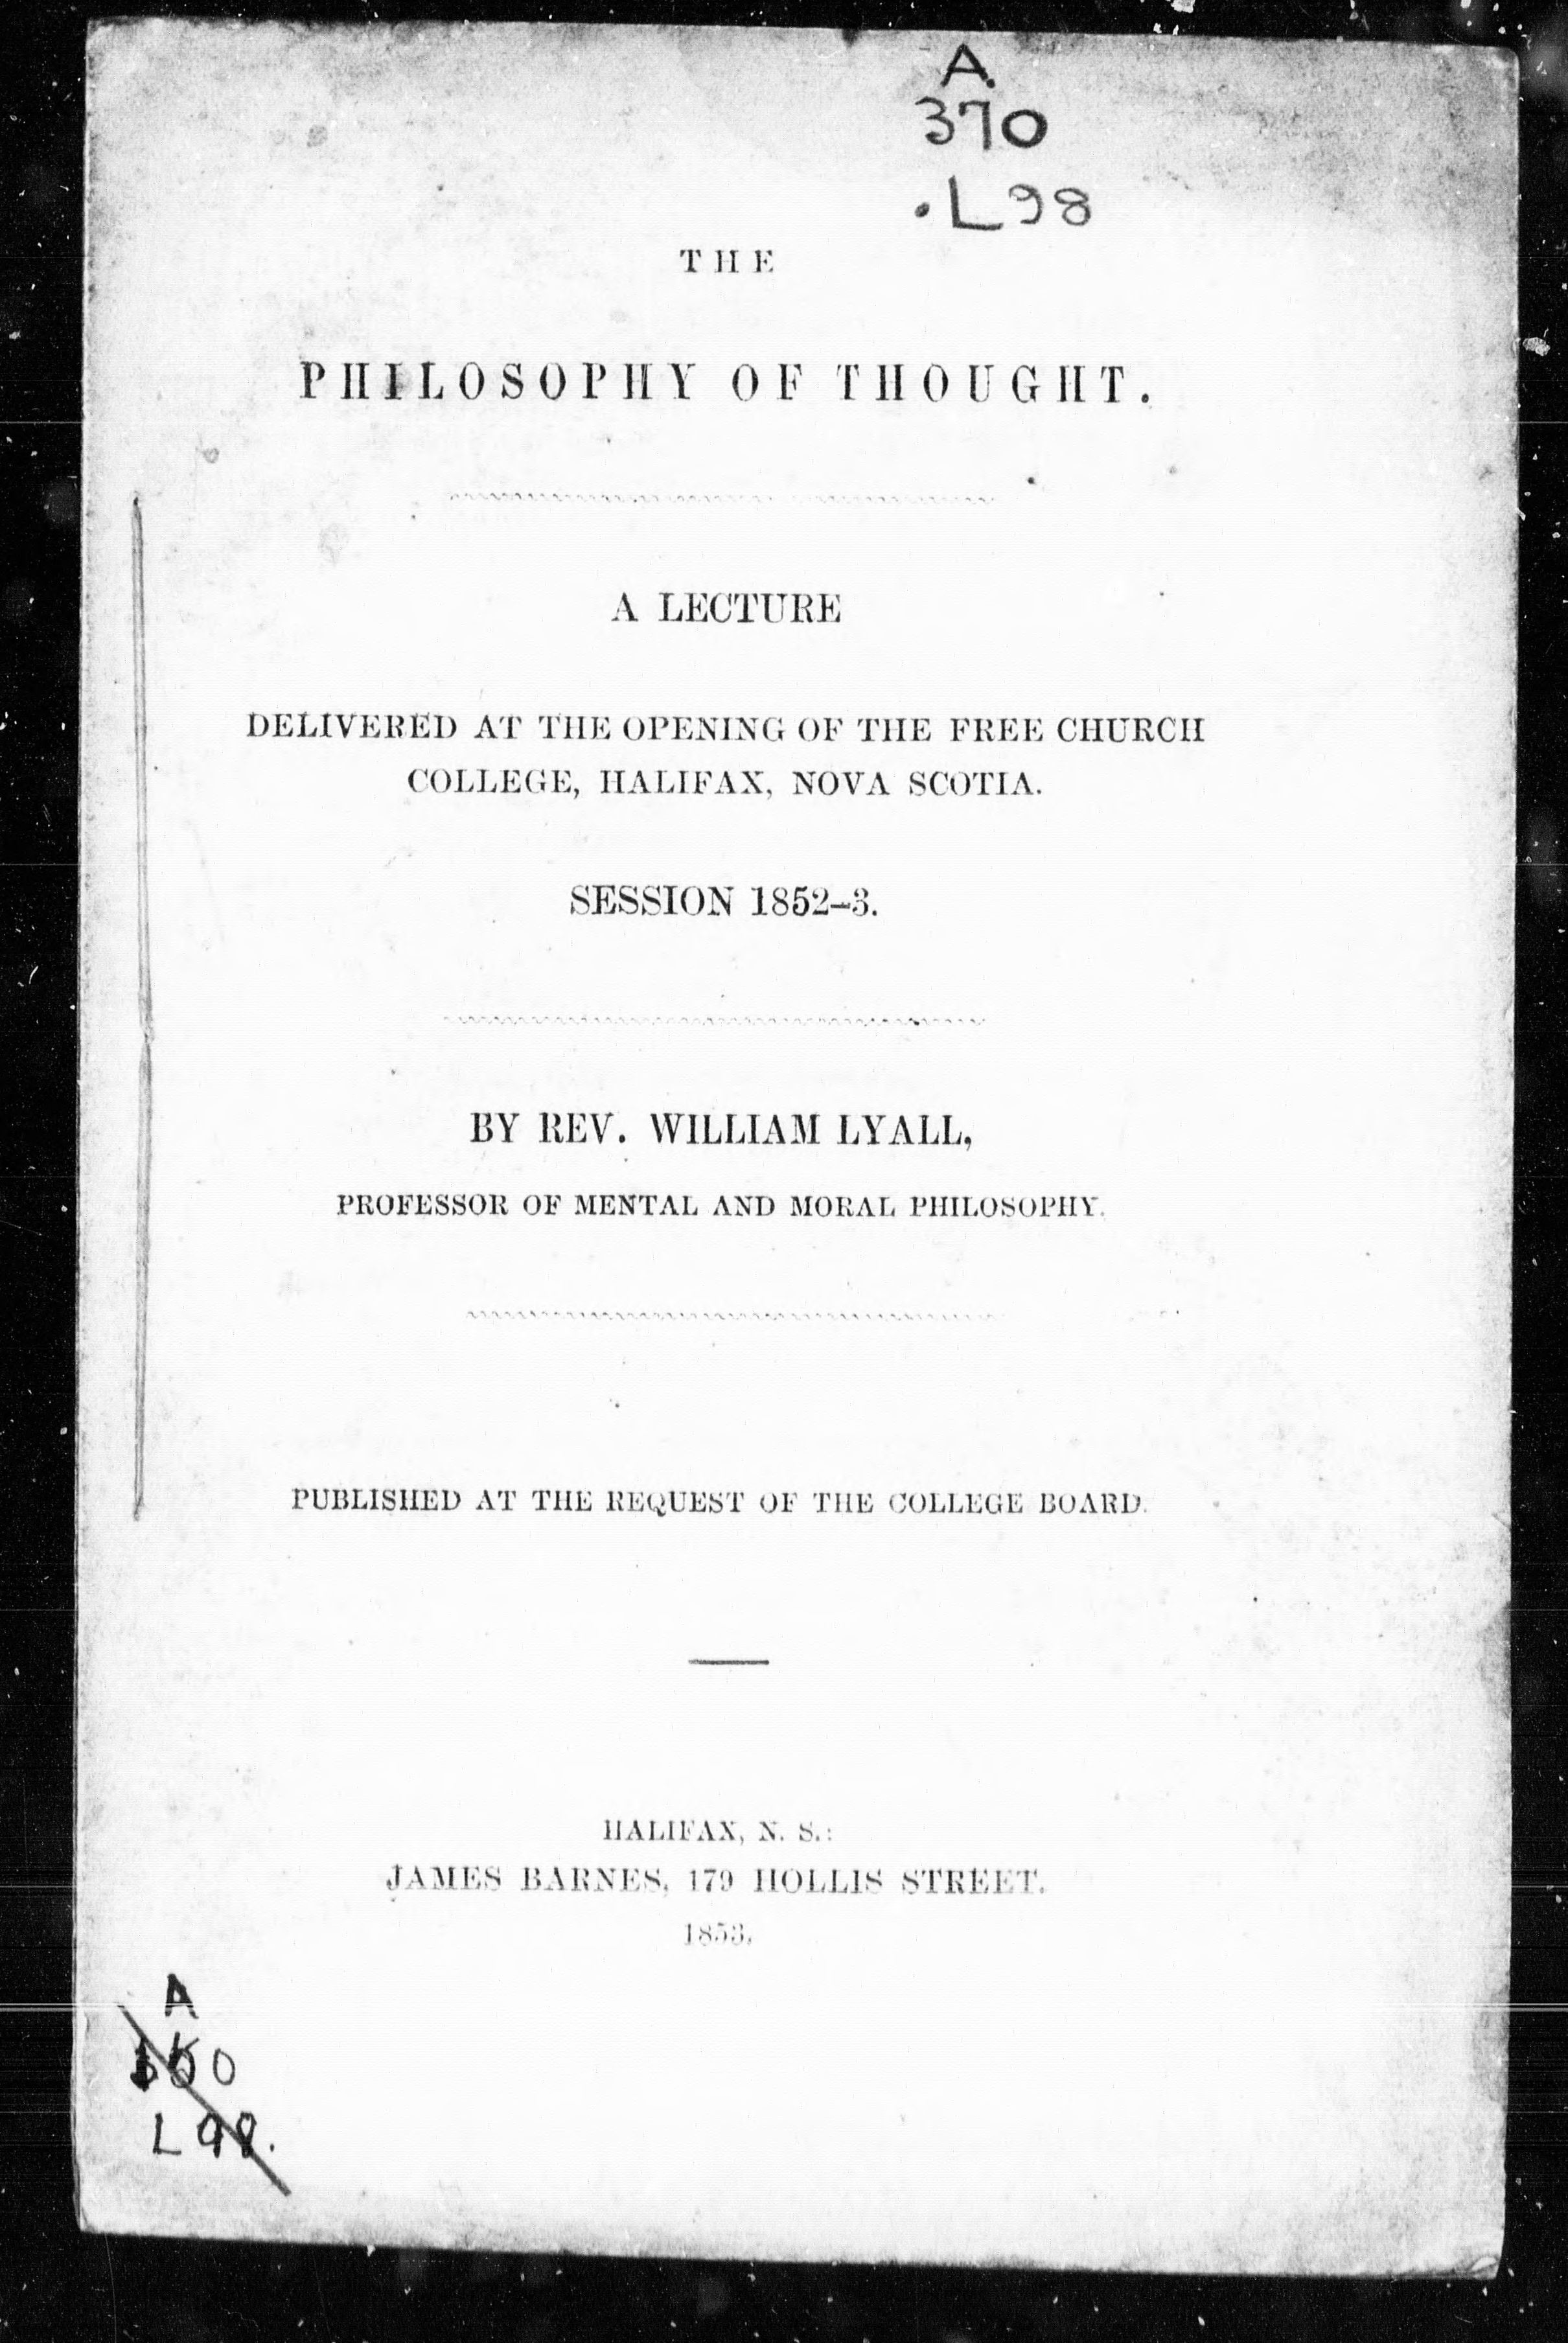 A.
370
.L98
THE
PHILOSOPHY OF THOUGHT.
A LECTURE
DELIVERED AT THE OPENING OF THE FREE CHURCH
COLLEGE, HALIFAX, NOVA SCOTIA.
SESSION 1852–3.
BY REV. WILLIAM LYALL,
PROFESSOR OF MENTAL AND MORAL PHILOSOPHY.
PUBLISHED AT THE REQUEST OF THE COLLEGE BOARD.
HALIFAX, N. S.:
JAMES BARNES, 179 HOLLIS STREET.
1853.
A
L98.